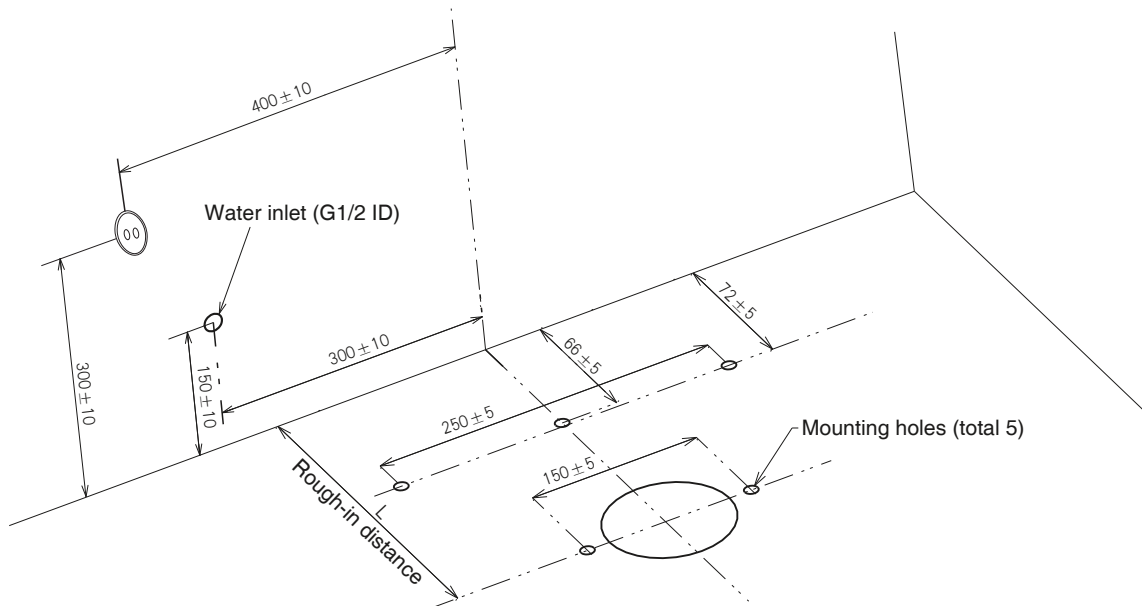 400±10
Water inlet (G1/2 ID)
72±5
300±10
66±5
300±10
150±10
250±5
Mounting holes (total 5)
150±5
L
Rough-in distance